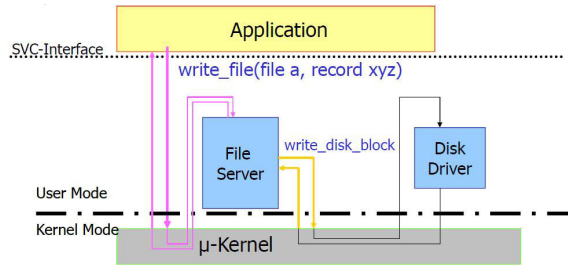 Application
SVC-Interface
write_file(file a, record xyz)
File
Server
write_disk_block
Disk
Driver
User Mode
Kernel Mode
µ-Kernel